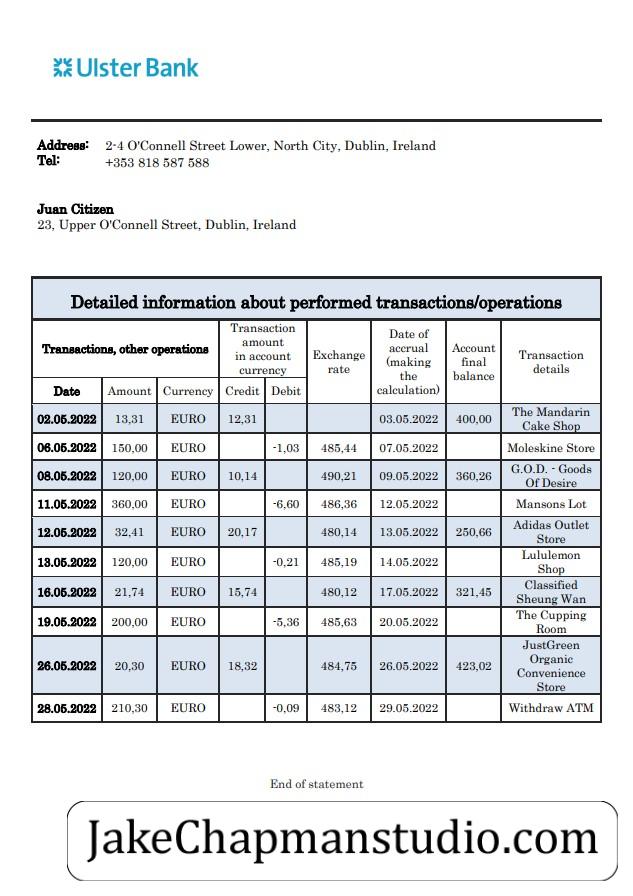 Ulster Bank
Address: 2-4 O'Connell Street Lower, North City, Dublin, Ireland
Tel: +353 818 587 588
Juan Citizen
23, Upper O'Connell Street, Dublin, Ireland
Detailed information about performed transactions/operations
Transactions, other operations
Transaction
amount
in account
currency
Exchange
rate
Date of
accrual
(making
the
calculation)
Account
final
balance
Transaction
details
Date Amount Currency Credit Debit
02.05.2022 13,31 EURO 12,31 03.05.2022 400,00 The Mandarin
Cake Shop
06.05.2022 150,00 EURO -1,03 485,44 07.05.2022 Moleskine Store
08.05.2022 120,00 EURO 10,14 490,21 09.05.2022 360,26 G.O.D. - Goods
Of Desire
11.05.2022 360,00 EURO -6,60 486,36 12.05.2022 Mansons Lot
12.05.2022 32,41 EURO 20,17 480,14 13.05.2022 250,66 Adidas Outlet
Store
13.05.2022 120,00 EURO -0,21 485,19 14.05.2022 Lululemon
Shop
16.05.2022 21,74 EURO 15,74 480,12 17.05.2022 321,45 Classified
Sheung Wan
19.05.2022 200,00 EURO -5,36 485,63 20.05.2022 The Cupping
Room
26.05.2022 20,30 EURO 18,32 484,75 26.05.2022 423,02 JustGreen
Organic
Convenience
Store
28.05.2022 210,30 EURO -0,09 483,12 29.05.2022 Withdraw ATM
End of statement
JakeChapmanstudio.com